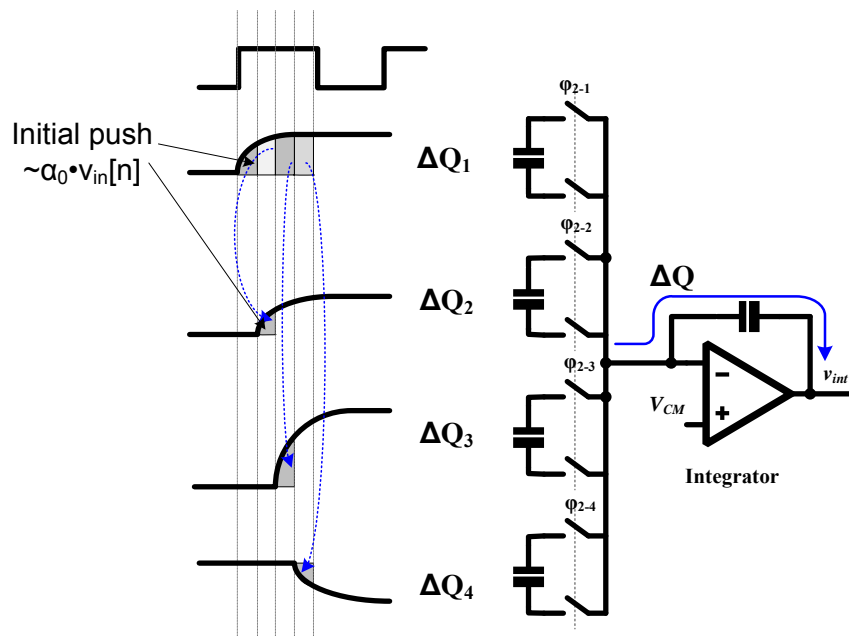 Initial push
~α₀•vᵢₙ[n]
ΔQ₁
ΔQ₂
ΔQ₃
ΔQ₄
φ₂₋₁
φ₂₋₂
φ₂₋₃
φ₂₋₄
ΔQ
V_CM
−
+
v_int
Integrator